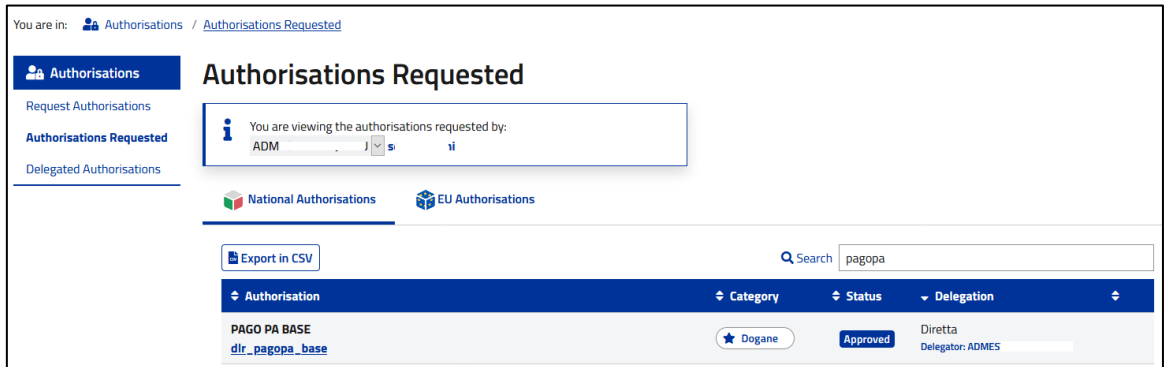 You are in: Authorisations / Authorisations Requested
Authorisations
Request Authorisations
Authorisations Requested
Delegated Authorisations
Authorisations Requested
You are viewing the authorisations requested by:
ADM
National Authorisations
EU Authorisations
Export in CSV
Search pagopa
Authorisation Category Status Delegation
PAGO PA BASE
dlr_pagopa_base
Dogane
Approved
Diretta
Delegator: ADMES